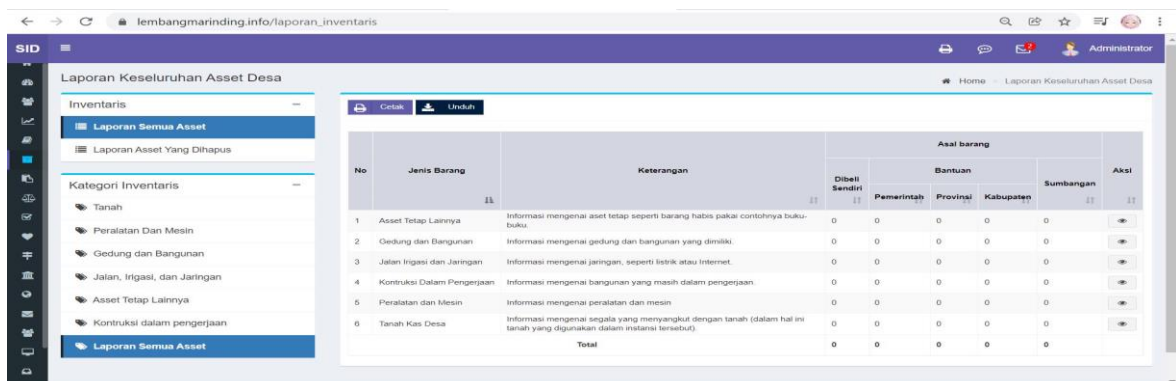 lembangmarinding.info/laporan_inventaris
SID
Administrator
Laporan Keseluruhan Asset Desa
Home - Laporan Keseluruhan Asset Desa
Inventaris
Laporan Semua Asset
Laporan Asset Yang Dihapus
Kategori Inventaris
Tanah
Peralatan Dan Mesin
Gedung dan Bangunan
Jalan, Irigasi, dan Jaringan
Asset Tetap Lainnya
Kontruksi dalam pengerjaan
Laporan Semua Asset
Cetak Unduh
No Jenis Barang Keterangan Asal barang Aksi
Dibeli Sendiri Bantuan Sumbangan
Pemerintah Provinsi Kabupaten
1 Asset Tetap Lainnya Informasi mengenai aset tetap seperti barang habis pakai contohnya buku-
buku. 0 0 0 0 0
2 Gedung dan Bangunan Informasi mengenai gedung dan bangunan yang dimiliki. 0 0 0 0 0
3 Jalan Irigasi dan Jaringan Informasi mengenai jaringan, seperti listrik atau Internet. 0 0 0 0 0
4 Kontruksi Dalam Pengerjaan Informasi mengenai bangunan yang masih dalam pengerjaan. 0 0 0 0 0
5 Peralatan dan Mesin Informasi mengenai peralatan dan mesin 0 0 0 0 0
6 Tanah Kas Desa Informasi mengenai segala yang menyangkut dengan tanah (dalam hal ini
tanah yang digunakan dalam instansi tersebut). 0 0 0 0 0
Total 0 0 0 0 0